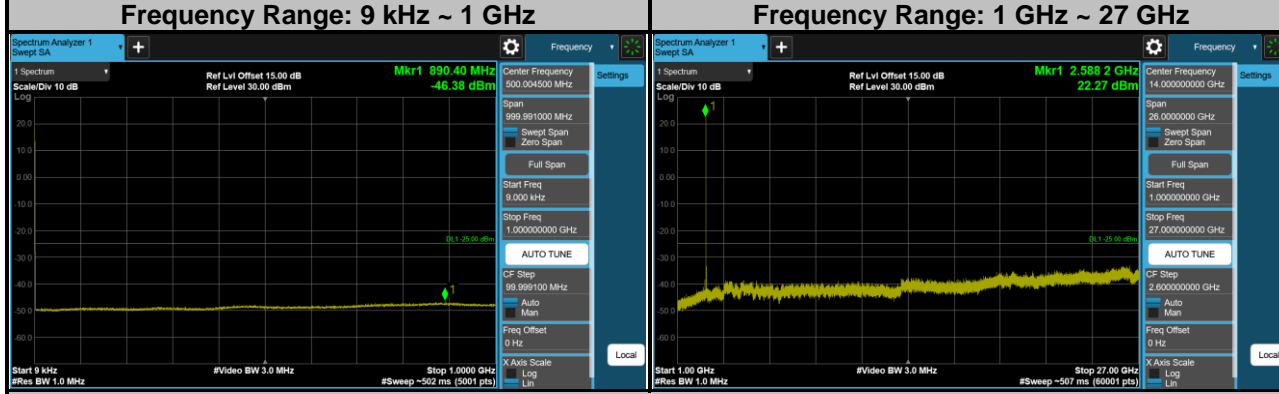 Frequency Range: 9 kHz ~ 1 GHz
Spectrum Analyzer 1
Swept SA
+
Frequency
1 Spectrum
Scale/Div 10 dB
Log
Ref Lvl Offset 15.00 dB
Ref Level 30.00 dBm
Mkr1 890.40 MHz
-46.38 dBm
20.0
10.0
0.00
-10.0
-20.0
-30.0
-40.0
-50.0
-60.0
DL1 -25.00 dBm
1
Start 9 kHz
#Res BW 1.0 MHz
#Video BW 3.0 MHz
Stop 1.0000 GHz
#Sweep ~502 ms (5001 pts)
Center Frequency
500.004500 MHz
Settings
Span
999.991000 MHz
Swept Span
Zero Span
Full Span
Start Freq
9.000 kHz
Stop Freq
1.000000000 GHz
AUTO TUNE
CF Step
99.999100 MHz
Auto
Man
Freq Offset
0 Hz
X Axis Scale
Log
Lin
Local
Frequency Range: 1 GHz ~ 27 GHz
Spectrum Analyzer 1
Swept SA
+
Frequency
1 Spectrum
Scale/Div 10 dB
Log
Ref Lvl Offset 15.00 dB
Ref Level 30.00 dBm
Mkr1 2.588 2 GHz
22.27 dBm
1
20.0
10.0
0.00
-10.0
-20.0
-30.0
-40.0
-50.0
-60.0
DL1 -25.00 dBm
Start 1.00 GHz
#Res BW 1.0 MHz
#Video BW 3.0 MHz
Stop 27.00 GHz
#Sweep ~507 ms (60001 pts)
Center Frequency
14.000000000 GHz
Settings
Span
26.0000000 GHz
Swept Span
Zero Span
Full Span
Start Freq
1.000000000 GHz
Stop Freq
27.000000000 GHz
AUTO TUNE
CF Step
2.600000000 GHz
Auto
Man
Freq Offset
0 Hz
X Axis Scale
Log
Lin
Local